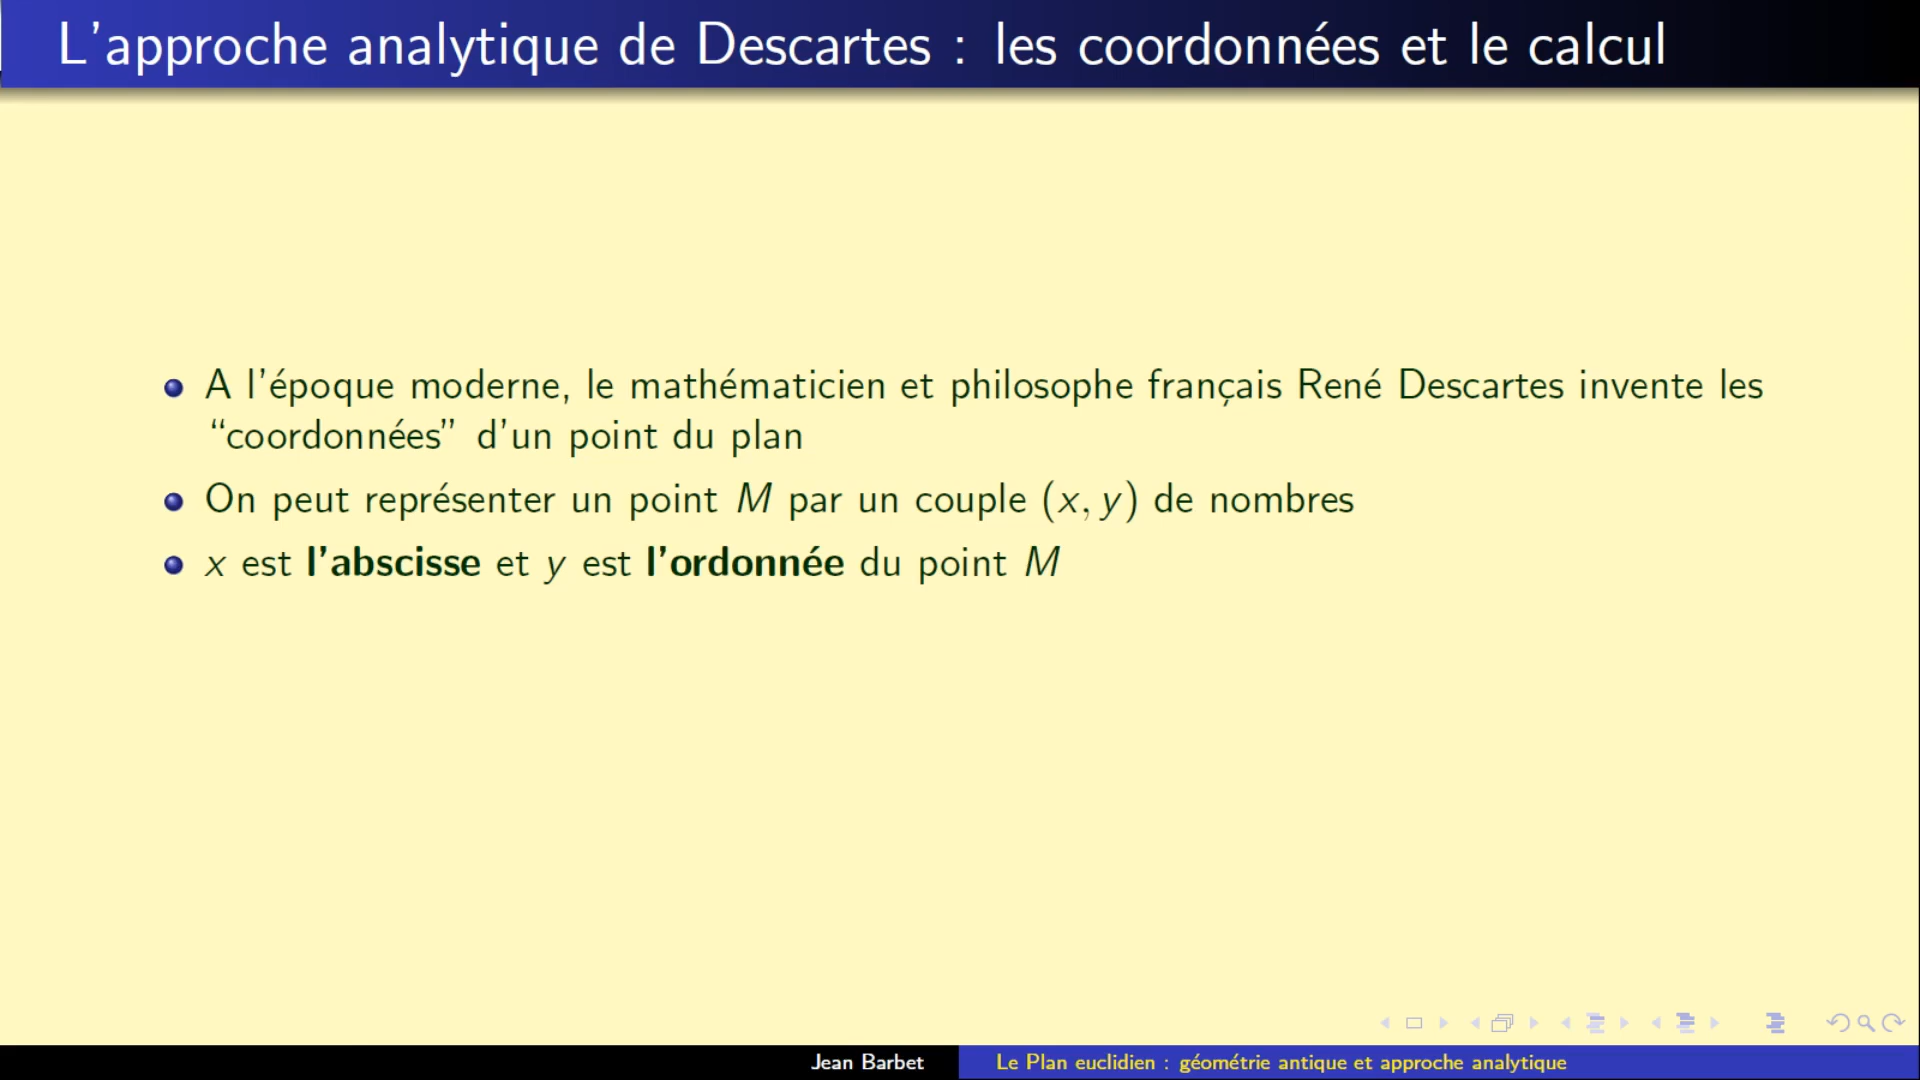 L'approche analytique de Descartes : les coordonnées et le calcul
A l'époque moderne, le mathématicien et philosophe français René Descartes invente les
“coordonnées” d'un point du plan
On peut représenter un point M par un couple (x, y) de nombres
x est l'abscisse et y est l'ordonnée du point M
Jean Barbet
Le Plan euclidien : géométrie antique et approche analytique